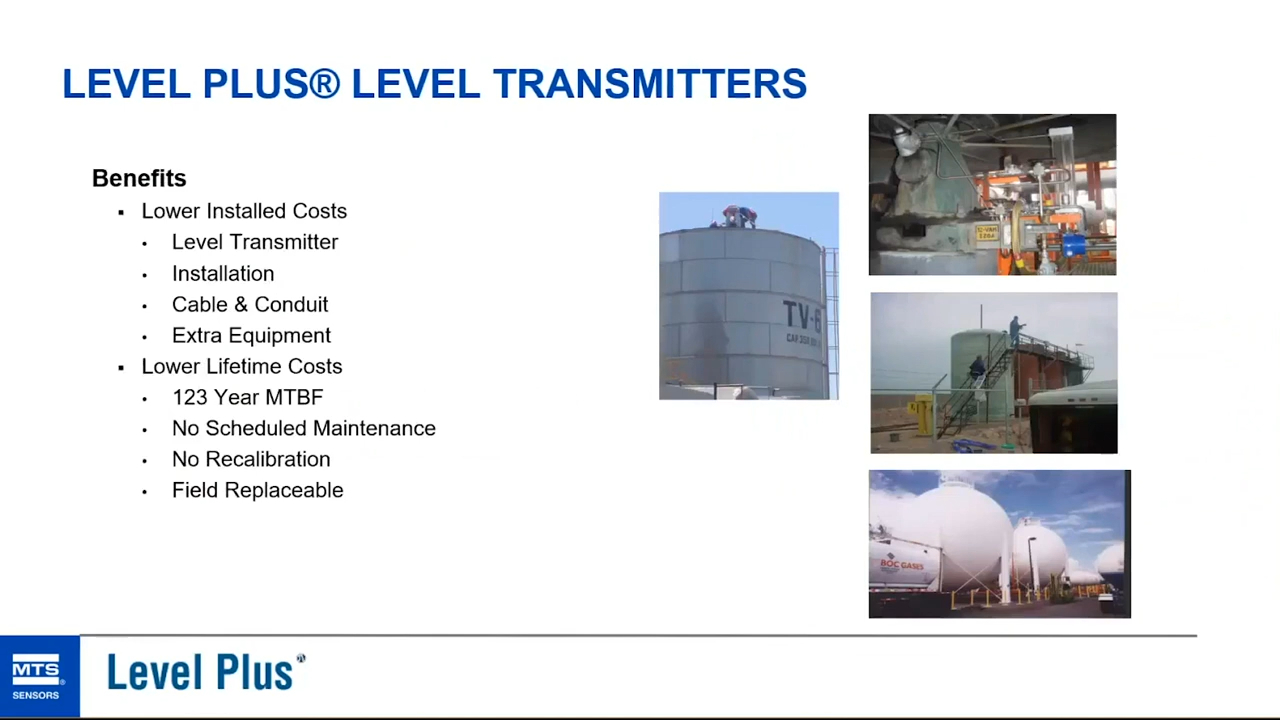 LEVEL PLUS® LEVEL TRANSMITTERS
Benefits
▪ Lower Installed Costs
• Level Transmitter
• Installation
• Cable & Conduit
• Extra Equipment
▪ Lower Lifetime Costs
• 123 Year MTBF
• No Scheduled Maintenance
• No Recalibration
• Field Replaceable
TV-6
BOC GASES
MTS®
SENSORS
Level Plus®